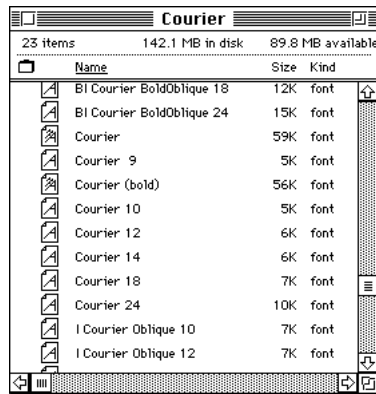 Courier
23 items 142.1 MB in disk 89.8 MB available
Name Size Kind
BI Courier BoldOblique 18 12K font
BI Courier BoldOblique 24 15K font
Courier 59K font
Courier 9 5K font
Courier (bold) 56K font
Courier 10 5K font
Courier 12 6K font
Courier 14 6K font
Courier 18 7K font
Courier 24 10K font
I Courier Oblique 10 7K font
I Courier Oblique 12 7K font